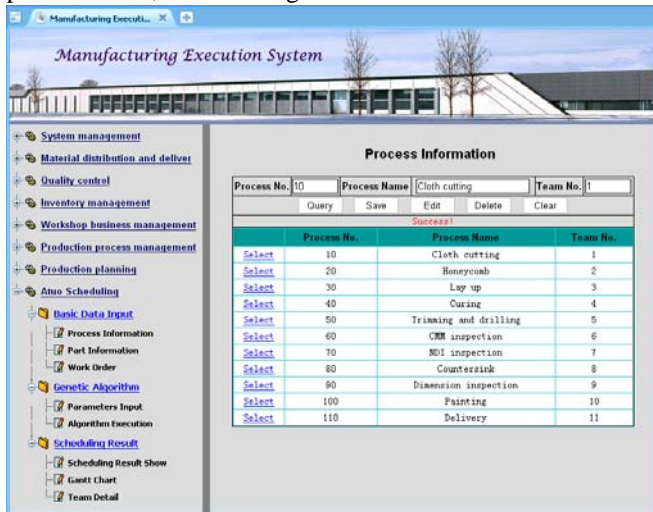 Manufacturing Executi...
Manufacturing Execution System
System management
Material distribution and deliver
Quality control
Inventory management
Workshop business management
Production process management
Production planning
Atuo Scheduling
Basic Data Input
Process Information
Part Information
Work Order
Genetic Algorithm
Parameters Input
Algorithm Execution
Scheduling Result
Scheduling Result Show
Gantt Chart
Team Detail
Process Information
Process No. 10 Process Name Cloth cutting Team No. 1
Query Save Edit Delete Clear
Success!
Process No. Process Name Team No.
Select 10 Cloth cutting 1
Select 20 Honeycomb 2
Select 30 Lay up 3
Select 40 Curing 4
Select 50 Trimming and drilling 5
Select 60 CMM inspection 6
Select 70 NDI inspection 7
Select 80 Countersink 8
Select 90 Dimension inspection 9
Select 100 Painting 10
Select 110 Delivery 11